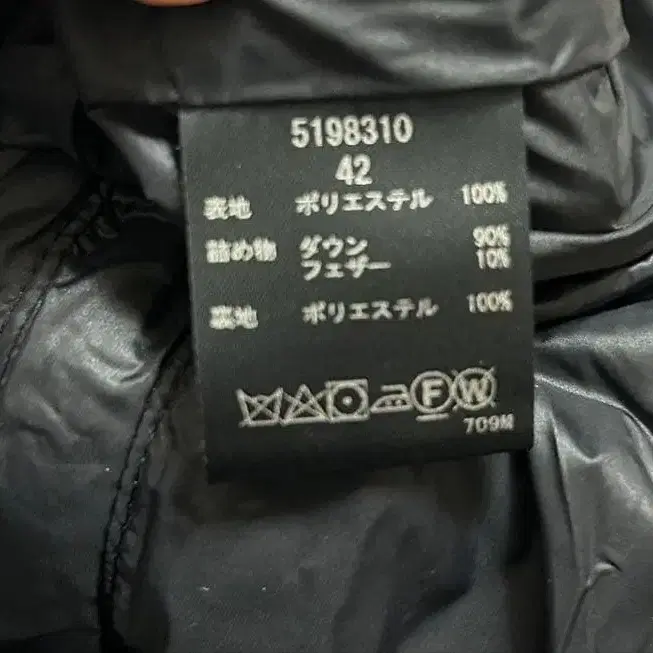 5198310
42
表地 ポリエステル 100%
詰め物 ダウン 90%
フェザー 10%
裏地 ポリエステル 100%
F W
709M